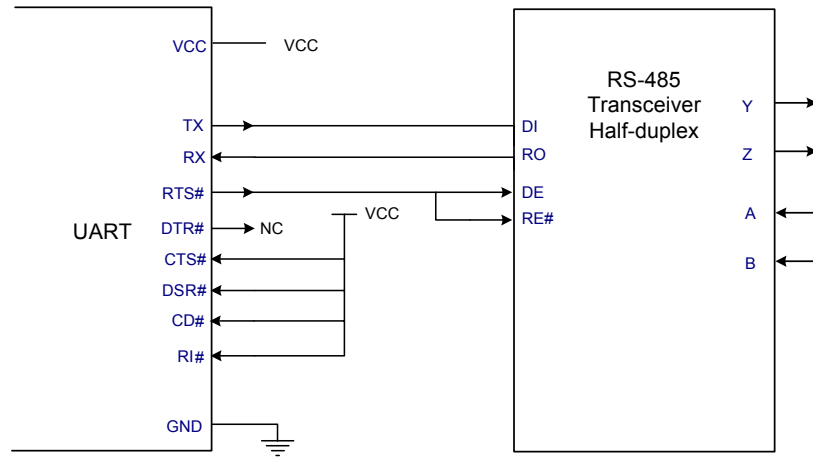 VCC VCC
TX
RX
RTS#
DTR# NC
VCC
UART
CTS#
DSR#
CD#
RI#
GND
RS-485
Transceiver
Half-duplex
DI
RO
DE
RE#
Y
Z
A
B